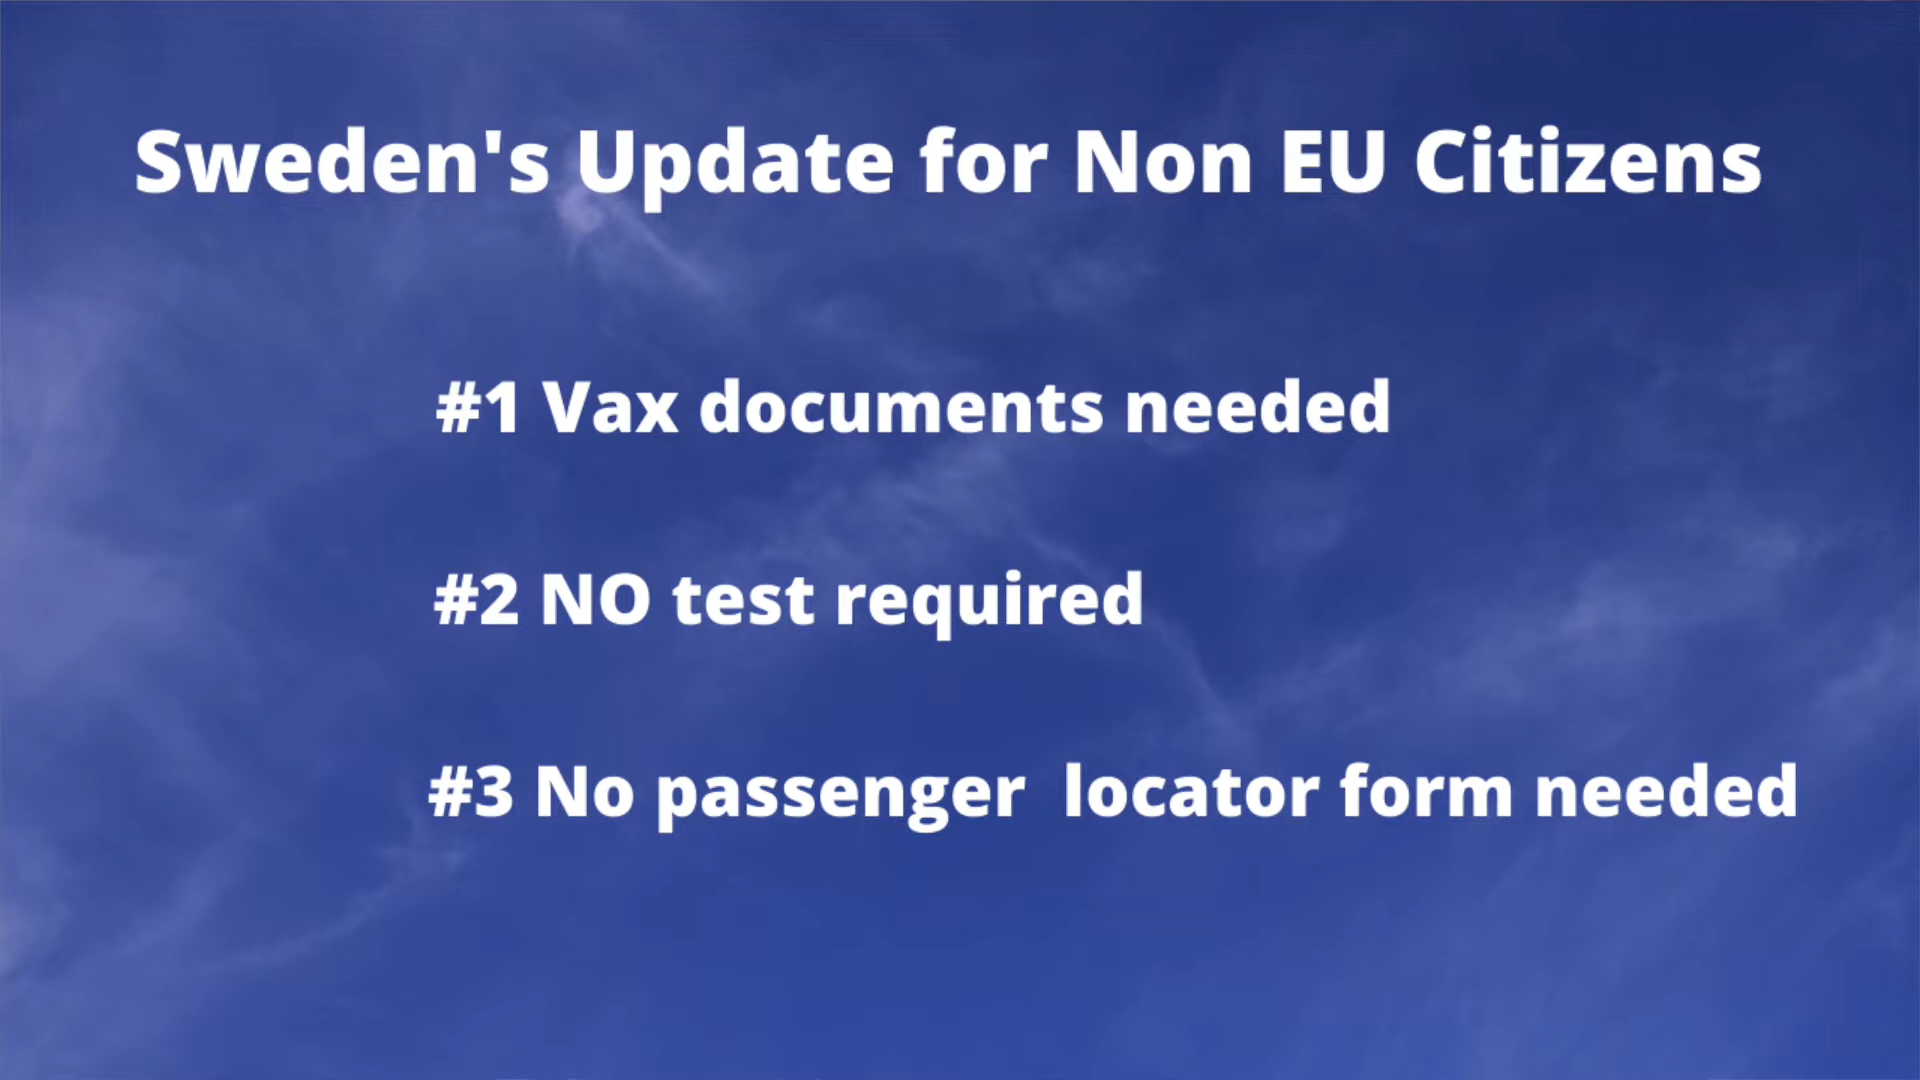 Sweden's Update for Non EU Citizens
#1 Vax documents needed
#2 NO test required
#3 No passenger  locator form needed